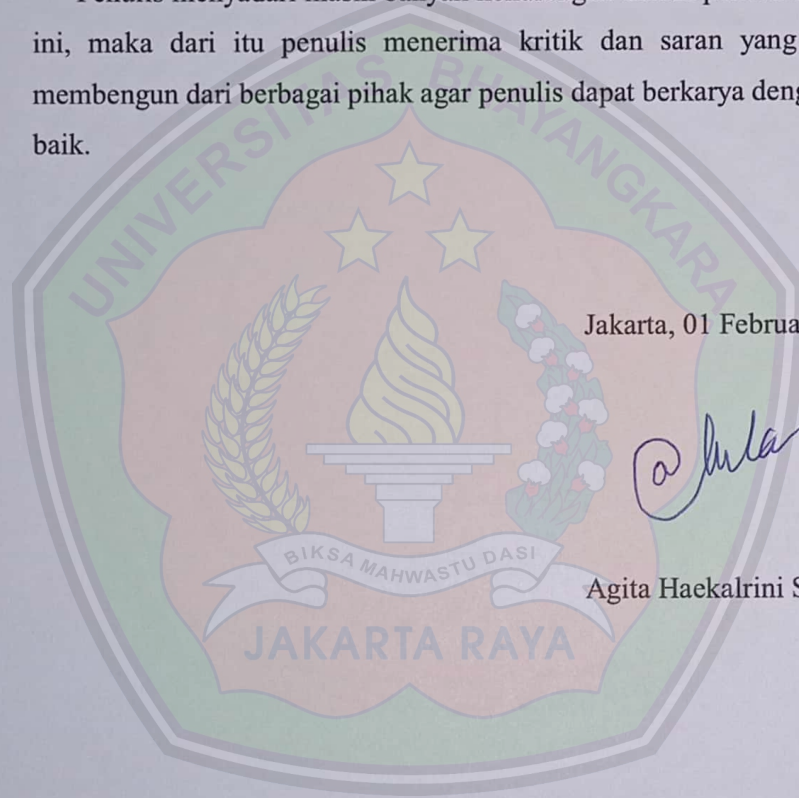 ini, maka dari itu penulis menerima kritik dan saran yang
membengun dari berbagai pihak agar penulis dapat berkarya deng
baik.
UNIVERSITAS BHAYANGKARA
Jakarta, 01 Februa
BIKSA MAHWASTU DASI
Agita Haekalrini S
JAKARTA RAYA